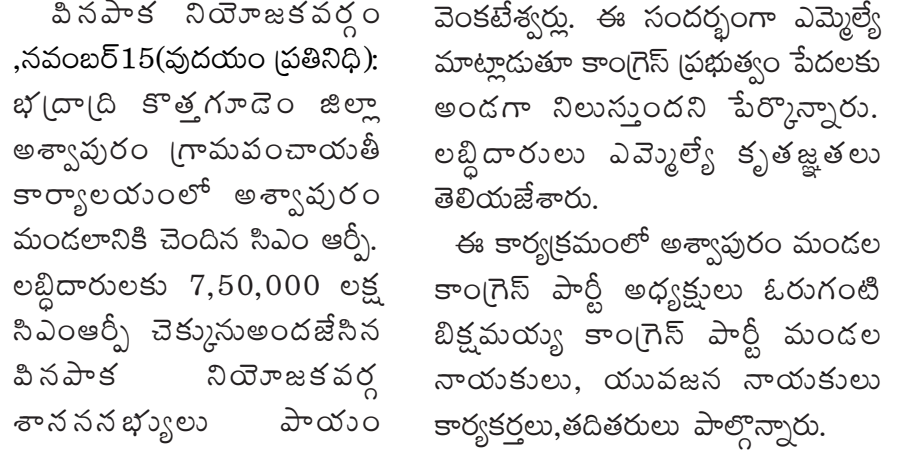 పినపాక నియోజకవర్గం
,నవంబర్15(వుదయం ప్రతినిధి):
భద్రాద్రి కొత్తగూడెం జిల్లా
అశ్వాపురం గ్రామపంచాయతీ
కార్యాలయంలో అశ్వాపురం
మండలానికి చెందిన సిఎం ఆర్ఫీ.
లబ్ధిదారులకు 7,50,000 లక్ష
సిఎంఆర్ఫీ చెక్కునుఅందజేసిన
పినపాక నియోజకవర్గ
శానననభ్యులు పాయం
వెంకటేశ్వర్లు. ఈ సందర్భంగా ఎమ్మెల్యే
మాట్లాడుతూ కాంగ్రెస్ ప్రభుత్వం పేదలకు
అండగా నిలుస్తుందని పేర్కొన్నారు.
లబ్ధిదారులు ఎమ్మెల్యే కృతజ్ఞతలు
తెలియజేశారు.
ఈ కార్యక్రమంలో అశ్వాపురం మండల
కాంగ్రెస్ పార్టీ అధ్యక్షులు ఓరుగంటి
బిక్షమయ్య కాంగ్రెస్ పార్టీ మండల
నాయకులు, యువజన నాయకులు
కార్యకర్తలు,తదితరులు పాల్గొన్నారు.